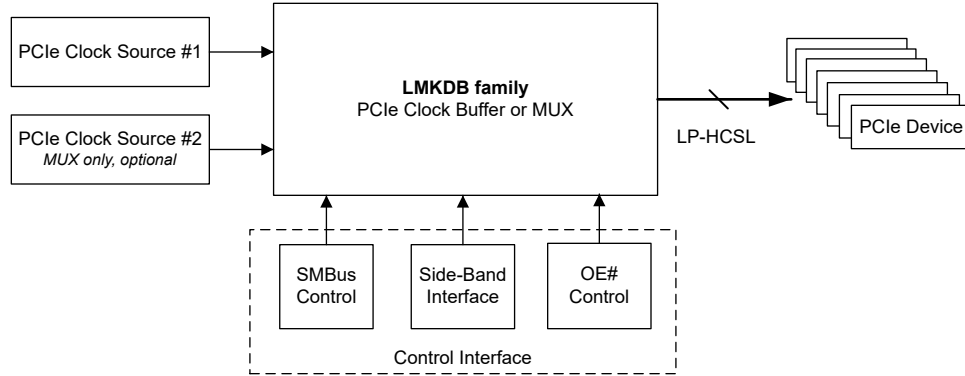 PCIe Clock Source #1
PCIe Clock Source #2
MUX only, optional
LMKDB family
PCIe Clock Buffer or MUX
LP-HCSL
PCIe Device
SMBus
Control
Side-Band
Interface
OE#
Control
Control Interface